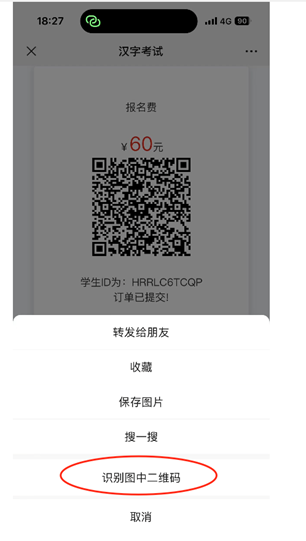 18:27
4G 90
汉字考试
报名费
¥60元
学生ID为：HRRLC6TCQP
订单已提交!
转发给朋友
收藏
保存图片
搜一搜
识别图中二维码
取消